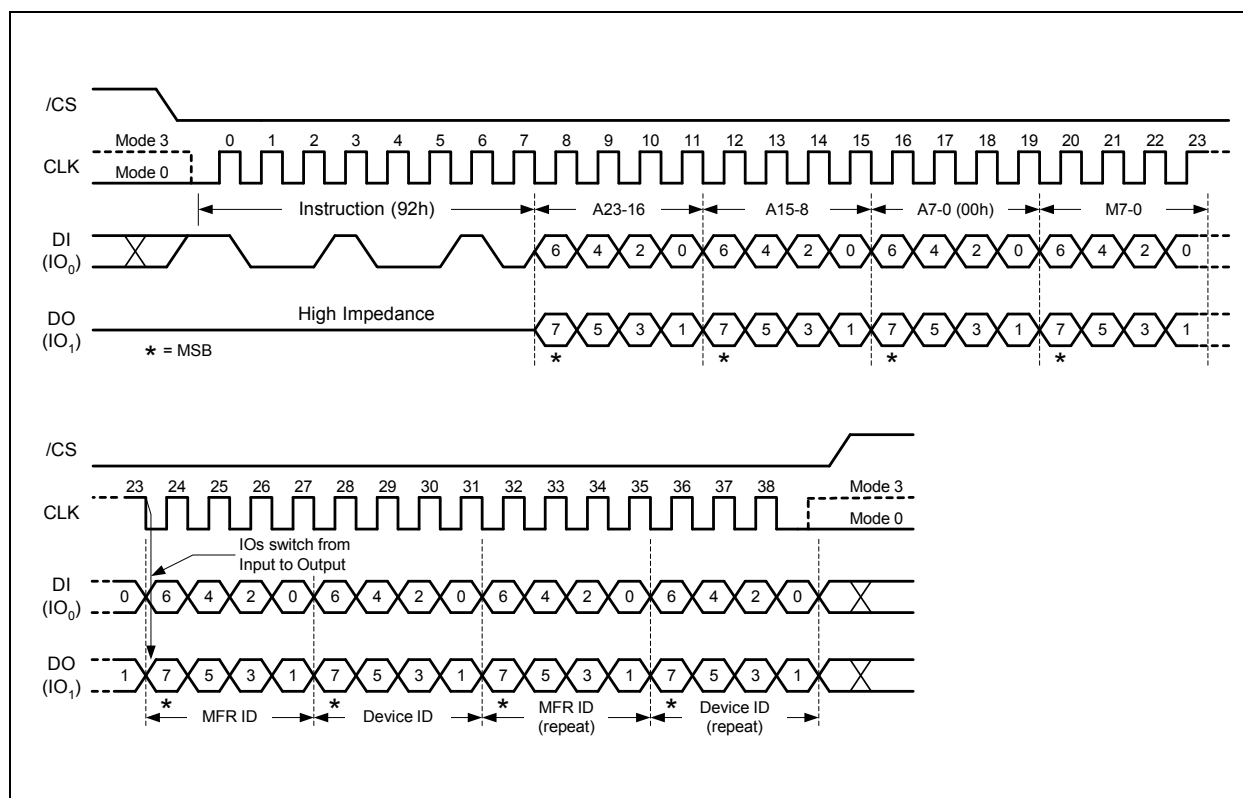 /CS
Mode 3 0 1 2 3 4 5 6 7 8 9 10 11 12 13 14 15 16 17 18 19 20 21 22 23
CLK Mode 0
Instruction (92h) A23-16 A15-8 A7-0 (00h) M7-0
DI
(IO0) 6 4 2 0 6 4 2 0 6 4 2 0 6 4 2 0
High Impedance
DO
(IO1) 7 5 3 1 7 5 3 1 7 5 3 1 7 5 3 1
* = MSB * * * *
/CS
23 24 25 26 27 28 29 30 31 32 33 34 35 36 37 38 Mode 3
CLK Mode 0
IOs switch from
Input to Output
DI
(IO0) 0 6 4 2 0 6 4 2 0 6 4 2 0 6 4 2 0
DO
(IO1) 1 7 5 3 1 7 5 3 1 7 5 3 1 7 5 3 1
* * * *
MFR ID Device ID MFR ID
(repeat) Device ID
(repeat)